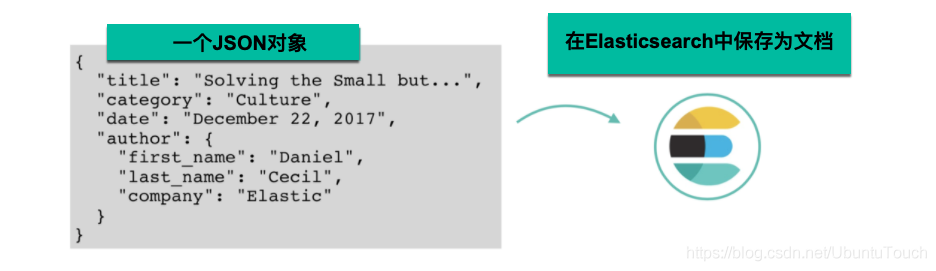 一个JSON对象
{
  "title": "Solving the Small but...",
  "category": "Culture",
  "date": "December 22, 2017",
  "author": {
    "first_name": "Daniel",
    "last_name": "Cecil",
    "company": "Elastic"
  }
}
在Elasticsearch中保存为文档
https://blog.csdn.net/UbuntuTouch